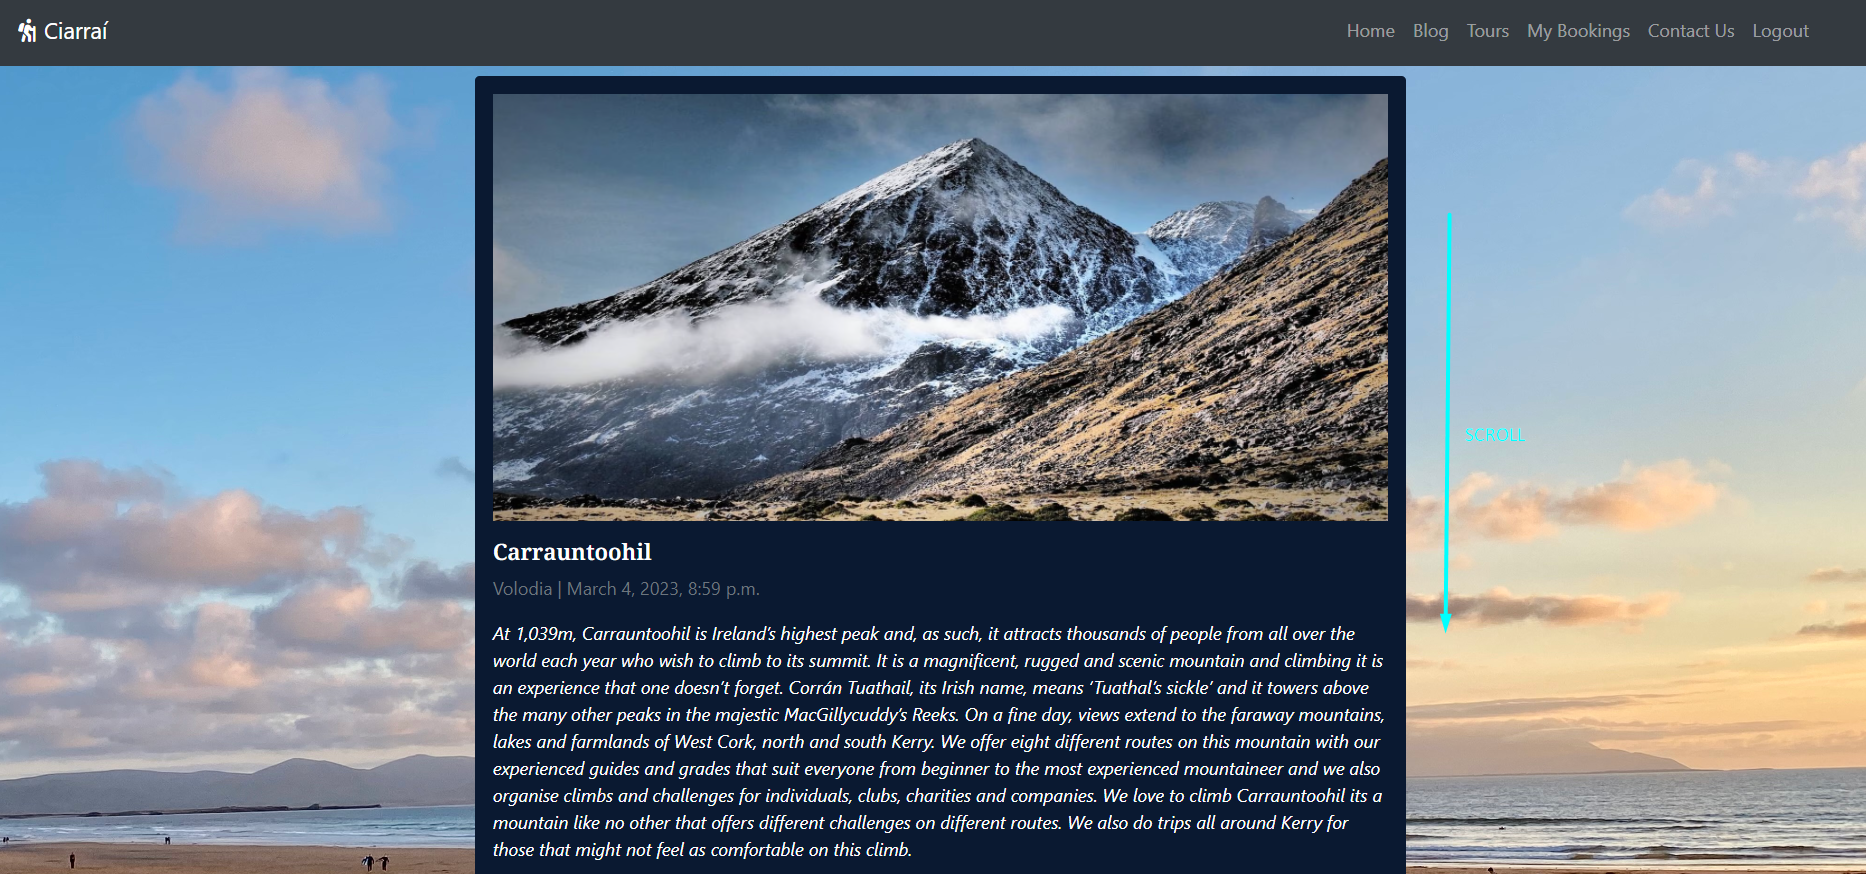 Ciarraí
Home Blog Tours My Bookings Contact Us Logout
SCROLL
Carrauntoohil
Volodia | March 4, 2023, 8:59 p.m.
At 1,039m, Carrauntoohil is Ireland’s highest peak and, as such, it attracts thousands of people from all over the
world each year who wish to climb to its summit. It is a magnificent, rugged and scenic mountain and climbing it is
an experience that one doesn’t forget. Corrán Tuathail, its Irish name, means ‘Tuathal’s sickle’ and it towers above
the many other peaks in the majestic MacGillycuddy’s Reeks. On a fine day, views extend to the faraway mountains,
lakes and farmlands of West Cork, north and south Kerry. We offer eight different routes on this mountain with our
experienced guides and grades that suit everyone from beginner to the most experienced mountaineer and we also
organise climbs and challenges for individuals, clubs, charities and companies. We love to climb Carrauntoohil its a
mountain like no other that offers different challenges on different routes. We also do trips all around Kerry for
those that might not feel as comfortable on this climb.